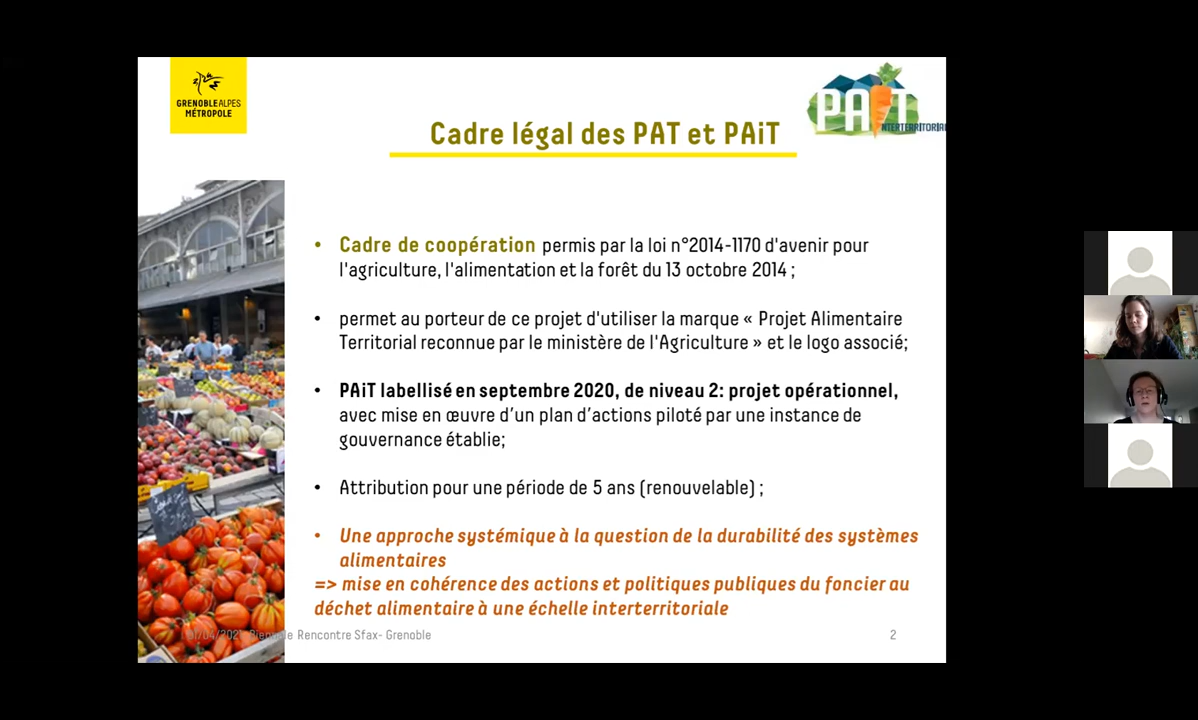 GRENOBLEALPES
MÉTROPOLE
PAiT
INTERTERRITORIAL
Cadre légal des PAT et PAiT
• Cadre de coopération permis par la loi n°2014-1170 d'avenir pour
l'agriculture, l'alimentation et la forêt du 13 octobre 2014 ;
• permet au porteur de ce projet d'utiliser la marque « Projet Alimentaire
Territorial reconnue par le ministère de l'Agriculture » et le logo associé;
• PAiT labellisé en septembre 2020, de niveau 2: projet opérationnel,
avec mise en œuvre d’un plan d’actions piloté par une instance de
gouvernance établie;
• Attribution pour une période de 5 ans (renouvelable) ;
• Une approche systémique à la question de la durabilité des systèmes
alimentaires
=> mise en cohérence des actions et politiques publiques du foncier au
déchet alimentaire à une échelle interterritoriale
Rencontre Sfax- Grenoble
2